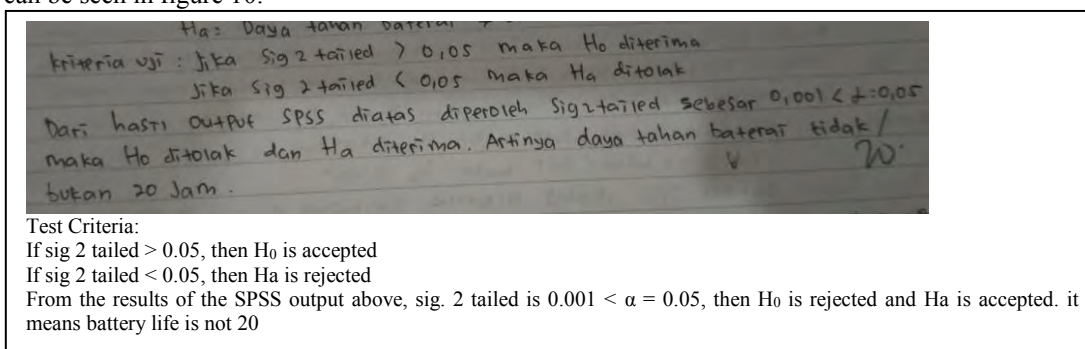 can be seen in figure 10.
Ha: Daya tahan baterai
Kriteria uji : Jika Sig 2 tailed > 0,05 maka Ho diterima
Jika Sig 2 tailed < 0,05 maka Ha ditolak
Dari hasil output SPSS diatas diperoleh Sig 2 tailed sebesar 0,001 < α = 0,05
maka Ho ditolak dan Ha diterima. Artinya daya tahan baterai tidak /
bukan 20 Jam. 20
Test Criteria:
If sig 2 tailed > 0.05, then H₀ is accepted
If sig 2 tailed < 0.05, then Ha is rejected
From the results of the SPSS output above, sig. 2 tailed is 0.001 < α = 0.05, then H₀ is rejected and Ha is accepted. it
means battery life is not 20